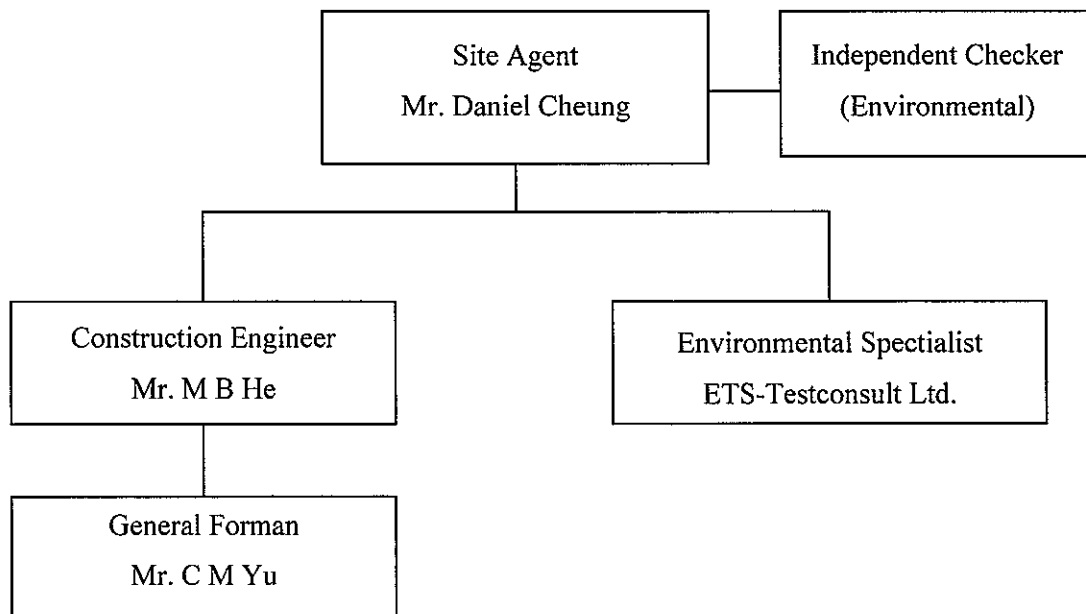 Site Agent
Mr. Daniel Cheung
Independent Checker
(Environmental)
Construction Engineer
Mr. M B He
Environmental Spectialist
ETS-Testconsult Ltd.
General Forman
Mr. C M Yu